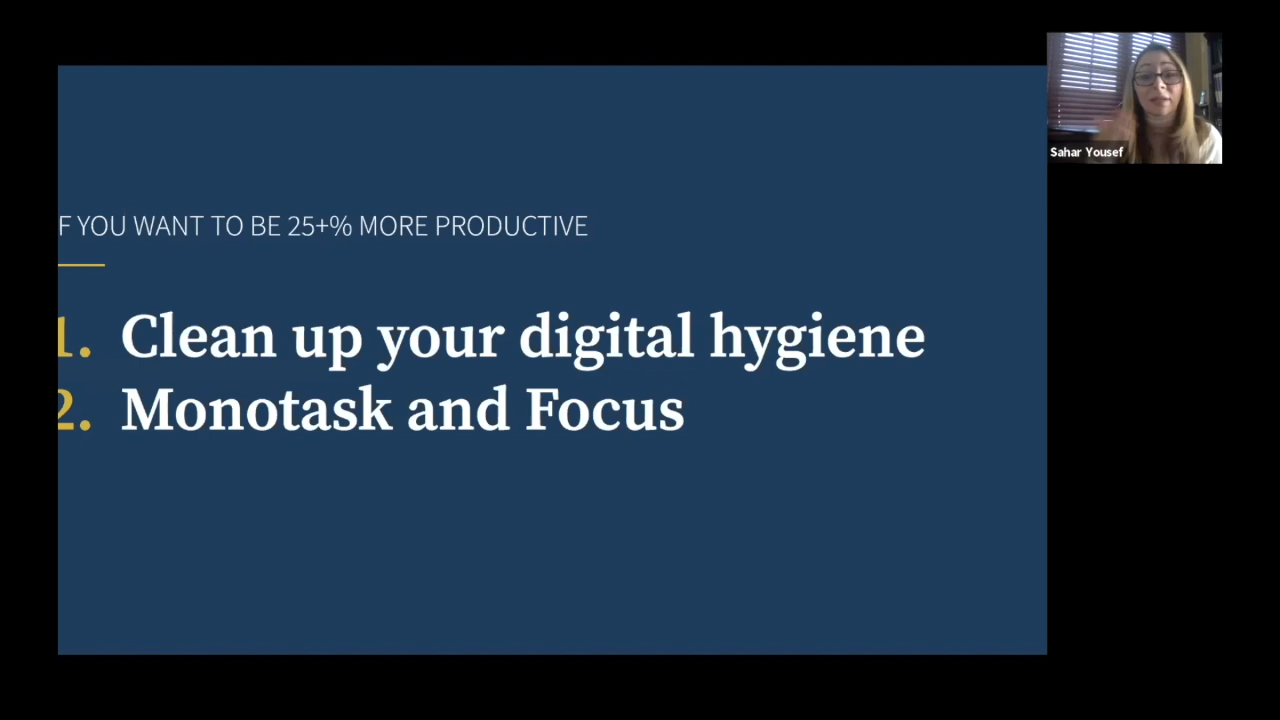 F YOU WANT TO BE 25+% MORE PRODUCTIVE
1. Clean up your digital hygiene
2. Monotask and Focus
Sahar Yousef